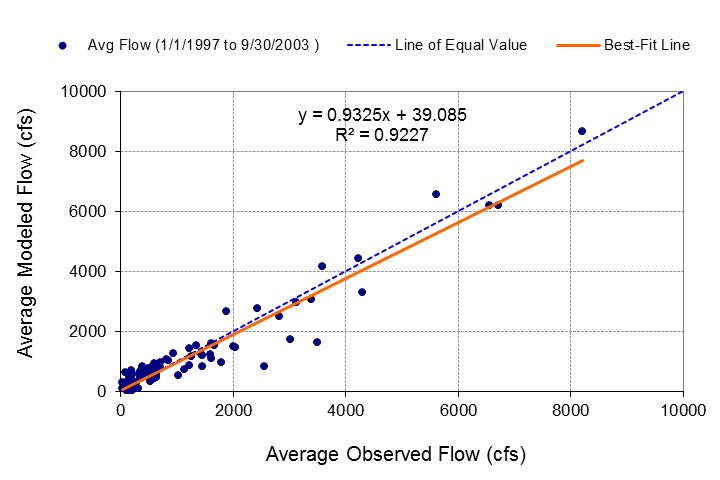 Avg Flow (1/1/1997 to 9/30/2003 )
Line of Equal Value
Best-Fit Line
y = 0.9325x + 39.085
R² = 0.9227
Average Modeled Flow (cfs)
10000
8000
6000
4000
2000
0
0 2000 4000 6000 8000 10000
Average Observed Flow (cfs)